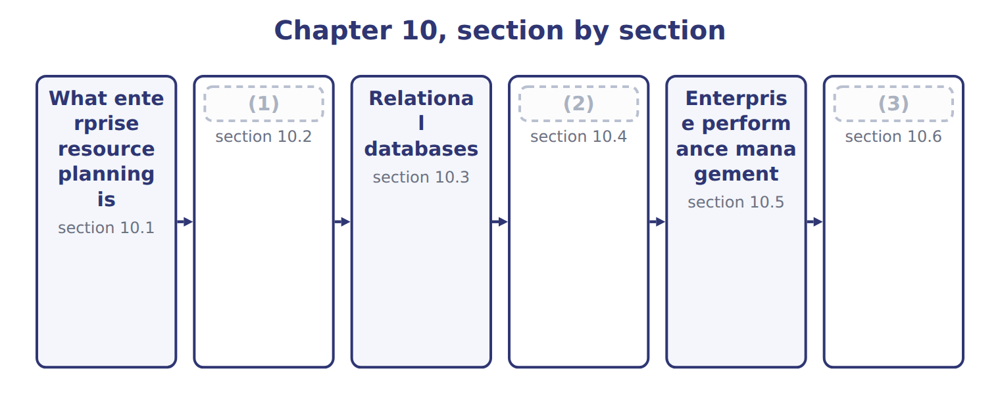 Chapter 10, section by section
What ente
rprise
resource
planning
is
section 10.1
(1)
section 10.2
Relationa
l
databases
section 10.3
(2)
section 10.4
Enterpris
e perform
ance mana
gement
section 10.5
(3)
section 10.6